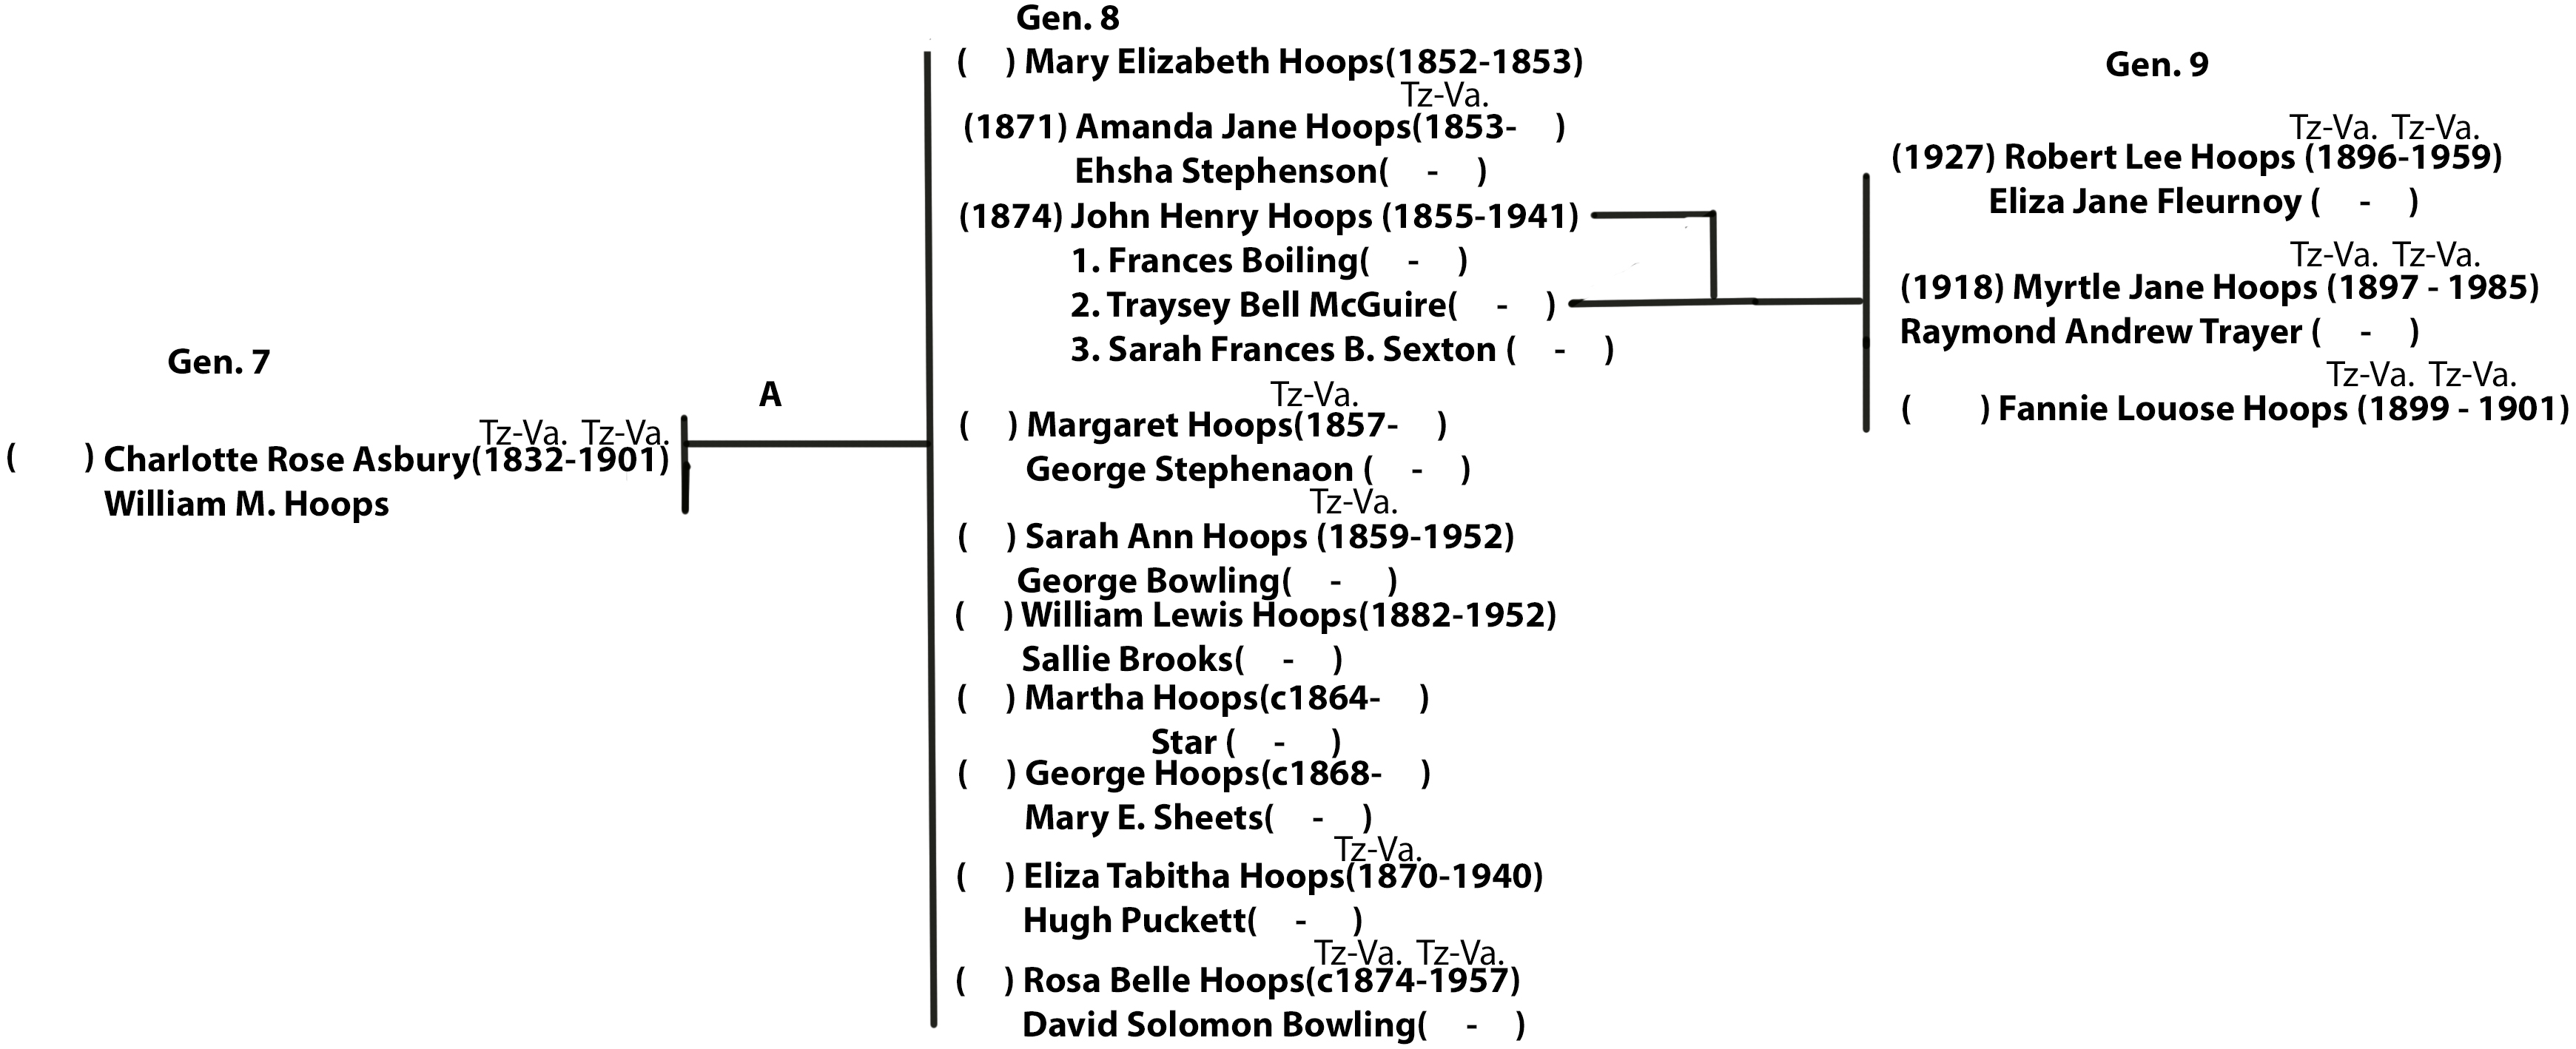 Gen. 7
Tz-Va. Tz-Va.
(    ) Charlotte Rose Asbury(1832-1901)
William M. Hoops
A
Gen. 8
(   ) Mary Elizabeth Hoops(1852-1853)
Tz-Va.
(1871) Amanda Jane Hoops(1853-   )
Ehsha Stephenson(   -   )
(1874) John Henry Hoops (1855-1941)
1. Frances Boiling(   -   )
2. Traysey Bell McGuire(   -   )
3. Sarah Frances B. Sexton (   -   )
Tz-Va.
(   ) Margaret Hoops(1857-   )
George Stephenaon (   -   )
Tz-Va.
(   ) Sarah Ann Hoops (1859-1952)
George Bowling(   -   )
(   ) William Lewis Hoops(1882-1952)
Sallie Brooks(   -   )
(   ) Martha Hoops(c1864-   )
Star (   -   )
(   ) George Hoops(c1868-   )
Mary E. Sheets(   -   )
Tz-Va.
(   ) Eliza Tabitha Hoops(1870-1940)
Hugh Puckett(   -   )
Tz-Va. Tz-Va.
(   ) Rosa Belle Hoops(c1874-1957)
David Solomon Bowling(   -   )
Gen. 9
Tz-Va. Tz-Va.
(1927) Robert Lee Hoops (1896-1959)
Eliza Jane Fleurnoy (   -   )
Tz-Va. Tz-Va.
(1918) Myrtle Jane Hoops (1897 - 1985)
Raymond Andrew Trayer (   -   )
Tz-Va. Tz-Va.
(    ) Fannie Louose Hoops (1899 - 1901)